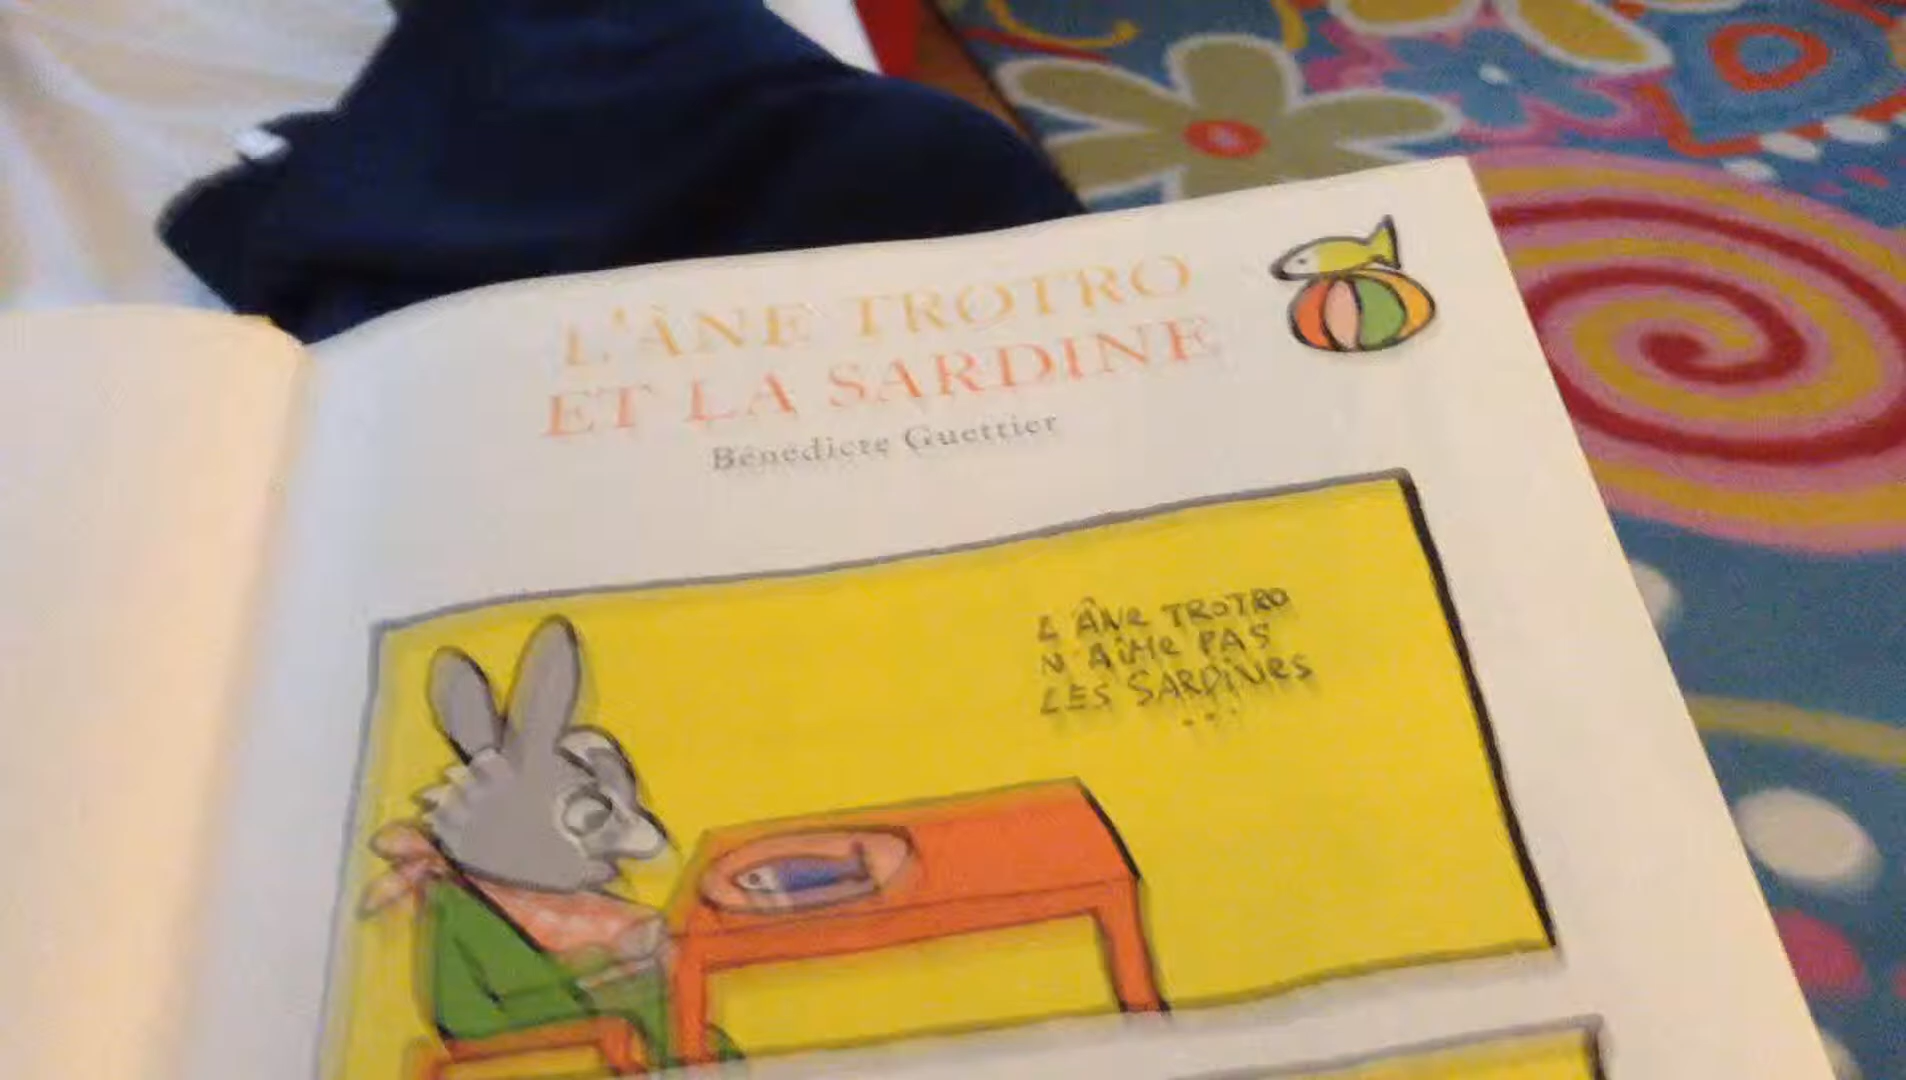 L'ÂNE TROTRO
ET LA SARDINE
Bénédicte Guettier
L'ÂNE TROTRO
N'AIME PAS
LES SARDINES
...